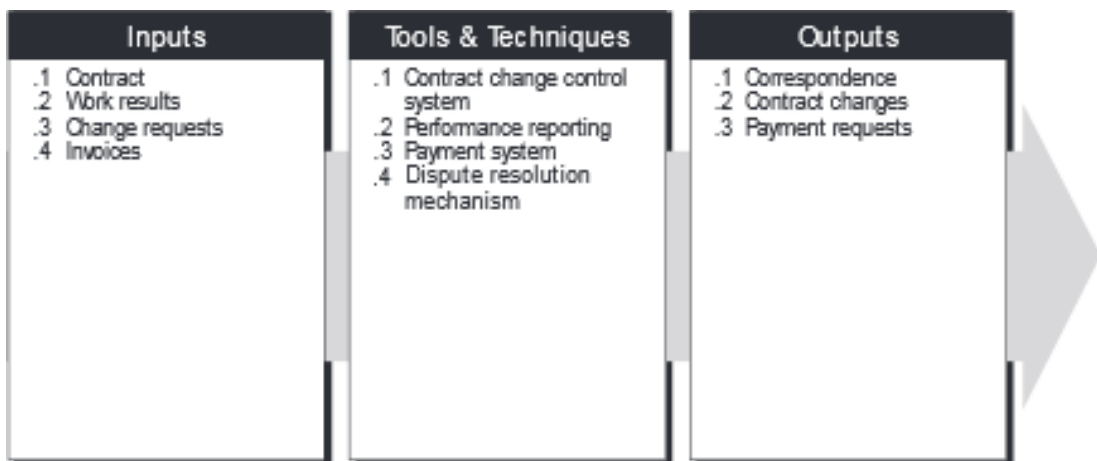 Inputs
.1 Contract
.2 Work results
.3 Change requests
.4 Invoices
Tools & Techniques
.1 Contract change control
system
.2 Performance reporting
.3 Payment system
.4 Dispute resolution
mechanism
Outputs
.1 Correspondence
.2 Contract changes
.3 Payment requests